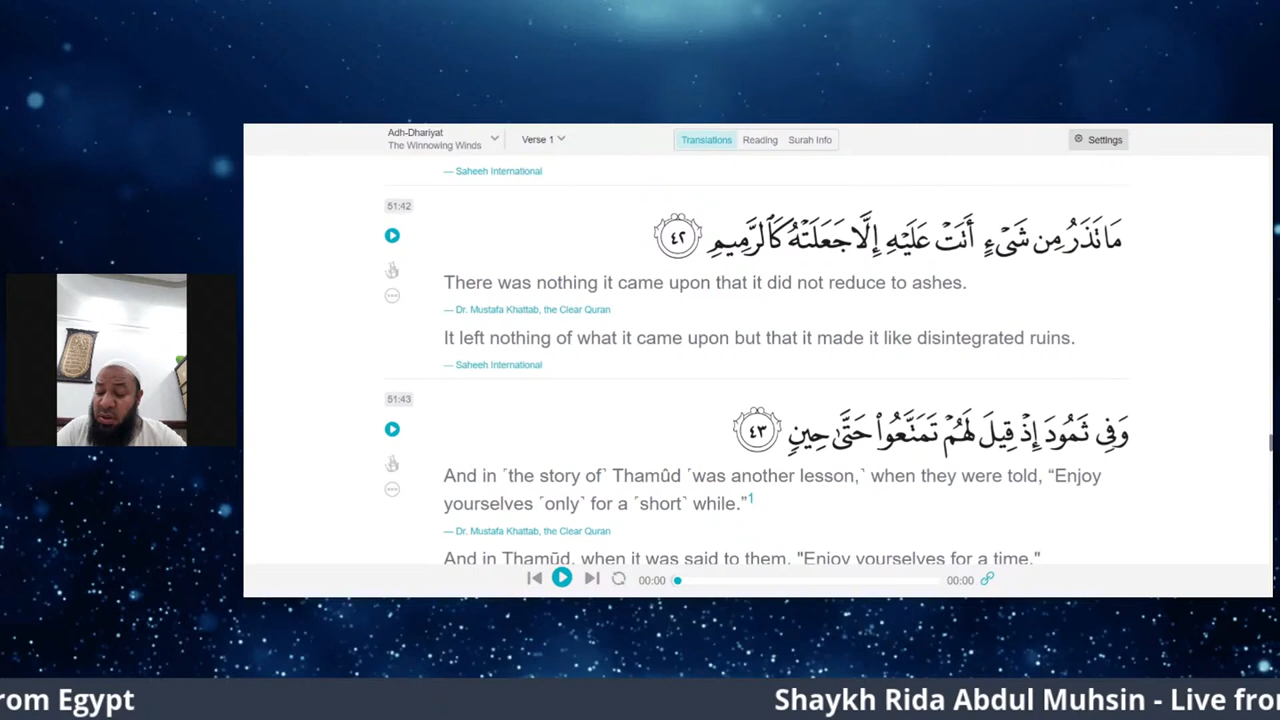 Adh-Dhariyat
The Winnowing Winds
Verse 1
Translations Reading Surah Info
Settings
— Saheeh International
51:42
مَا تَذَرُ مِن شَىْءٍ أَتَتْ عَلَيْهِ إِلَّا جَعَلَتْهُ كَٱلرَّمِيمِ ٤٢
There was nothing it came upon that it did not reduce to ashes.
— Dr. Mustafa Khattab, the Clear Quran
It left nothing of what it came upon but that it made it like disintegrated ruins.
— Saheeh International
51:43
وَفِى ثَمُودَ إِذْ قِيلَ لَهُمْ تَمَتَّعُوا۟ حَتَّىٰ حِينٍ ٤٣
And in ˹the story of˺ Thamûd ˹was another lesson,˺ when they were told, “Enjoy
yourselves ˹only˺ for a ˹short˺ while.”1
— Dr. Mustafa Khattab, the Clear Quran
And in Thamūd, when it was said to them, "Enjoy yourselves for a time."
00:00 00:00
rom Egypt Shaykh Rida Abdul Muhsin - Live fro